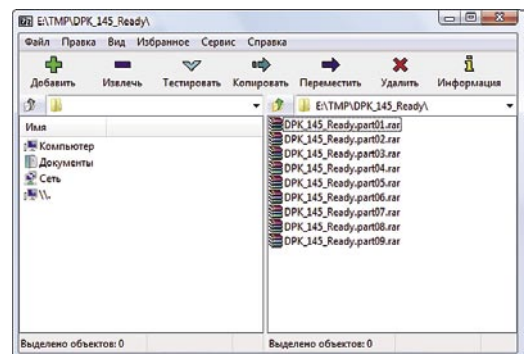 E:\TMP\DPK_145_Ready\
Файл Правка Вид Избранное Сервис Справка
Добавить Извлечь Тестировать Копировать Переместить Удалить Информация
E:\TMP\DPK_145_Ready\
Имя
Компьютер
Документы
Сеть
\\.
DPK_145_Ready.part01.rar
DPK_145_Ready.part02.rar
DPK_145_Ready.part03.rar
DPK_145_Ready.part04.rar
DPK_145_Ready.part05.rar
DPK_145_Ready.part06.rar
DPK_145_Ready.part07.rar
DPK_145_Ready.part08.rar
DPK_145_Ready.part09.rar
Выделено объектов: 0 Выделено объектов: 0